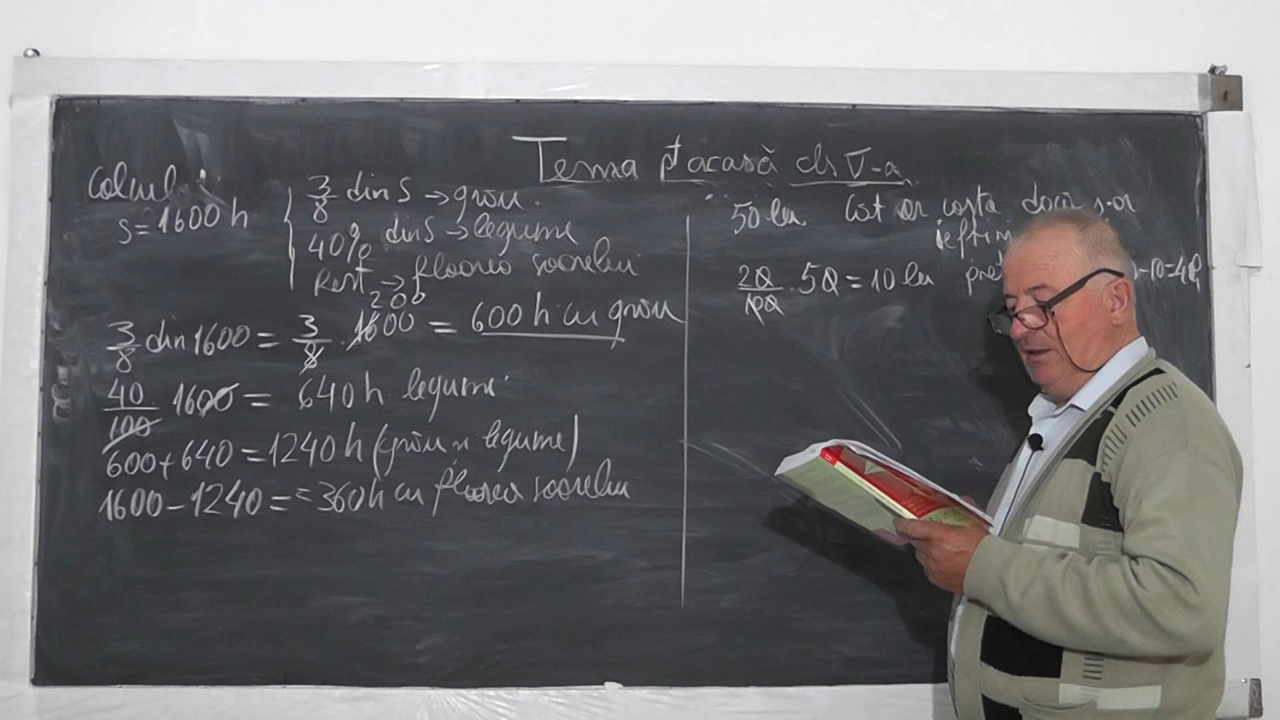 Tema pt acasă cls V-a
Calcul:
s=1600 h
3/8 din S → grâu.
40% din S → legume
Rest → floarea soarelui
200
3/8 din 1600 = 3/8 · 1600 = 600 h cu grâu
40/100 · 1600 = 640 h legume
600+640=1240 h (grâu și legume)
1600-1240= =360 h cu floarea soarelui
50 lei Cât ar costa dacă s-ar
ieftini
20/100 · 50 = 10 lei
-10=40